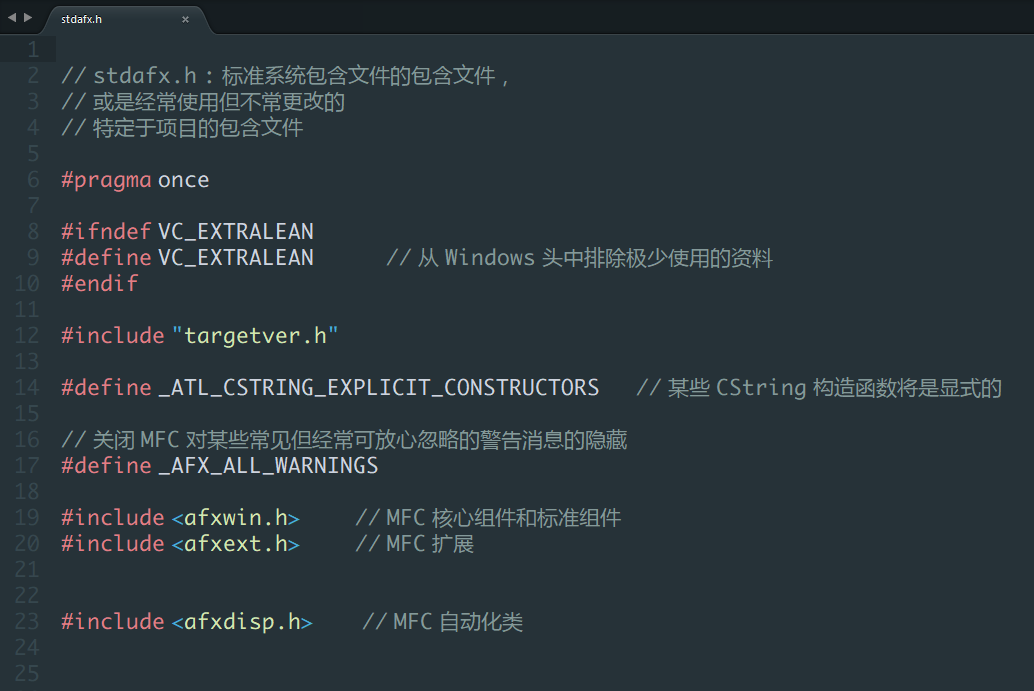 stdafx.h
1
2 // stdafx.h : 标准系统包含文件的包含文件，
3 // 或是经常使用但不常更改的
4 // 特定于项目的包含文件
5
6 #pragma once
7
8 #ifndef VC_EXTRALEAN
9 #define VC_EXTRALEAN // 从 Windows 头中排除极少使用的资料
10 #endif
11
12 #include "targetver.h"
13
14 #define _ATL_CSTRING_EXPLICIT_CONSTRUCTORS // 某些 CString 构造函数将是显式的
15
16 // 关闭 MFC 对某些常见但经常可放心忽略的警告消息的隐藏
17 #define _AFX_ALL_WARNINGS
18
19 #include <afxwin.h> // MFC 核心组件和标准组件
20 #include <afxext.h> // MFC 扩展
21
22
23 #include <afxdisp.h> // MFC 自动化类
24
25